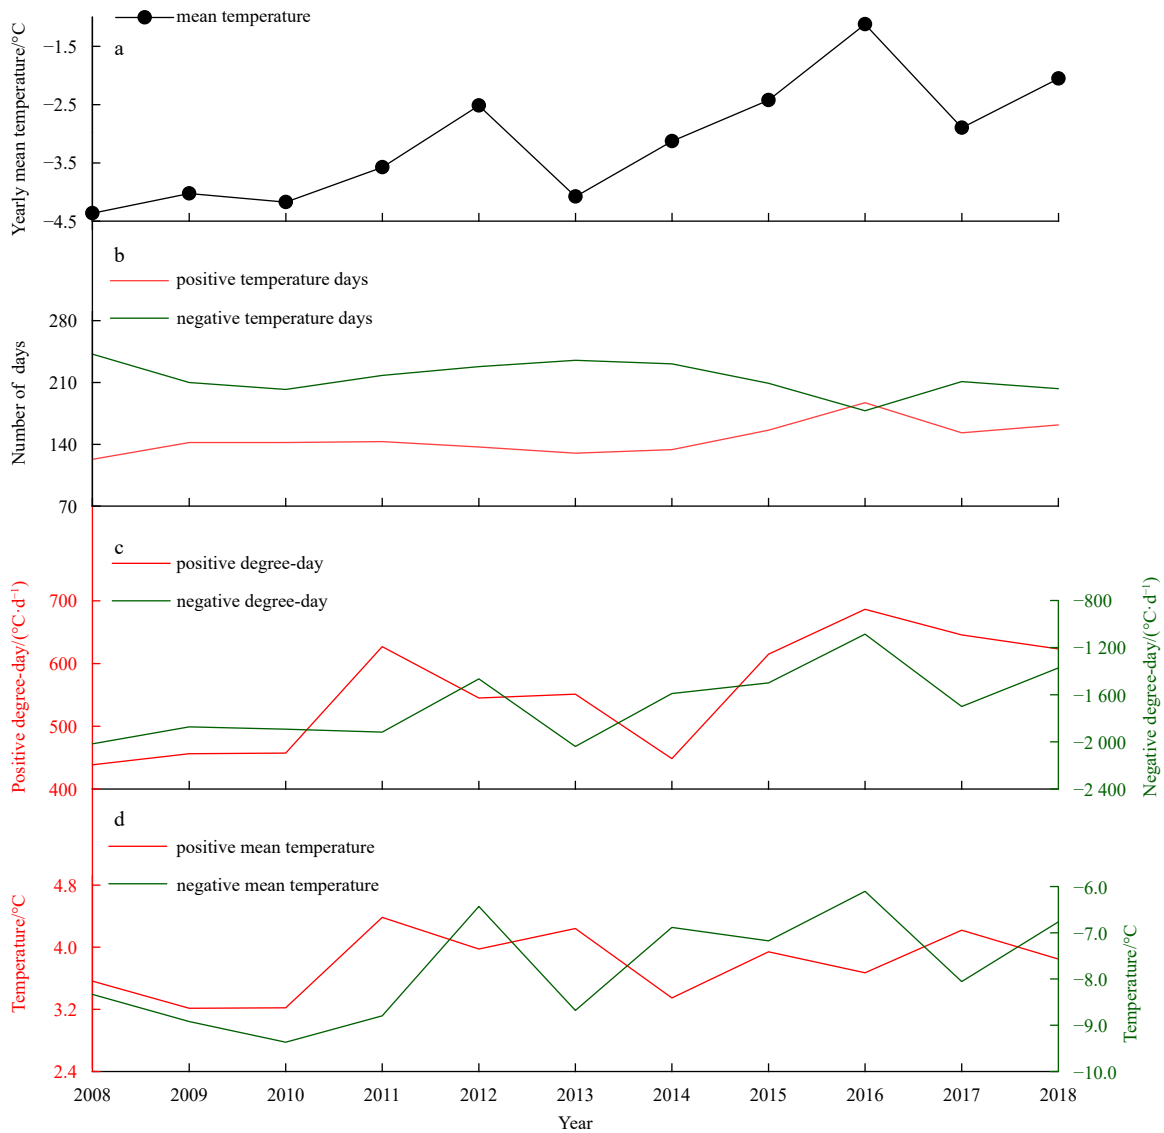 mean temperature
a
Yearly mean temperature/°C
−1.5
−2.5
−3.5
−4.5
b
positive temperature days
negative temperature days
Number of days
280
210
140
70
c
positive degree-day
negative degree-day
Positive degree-day/(°C·d⁻¹)
700
600
500
400
Negative degree-day/(°C·d⁻¹)
−800
−1 200
−1 600
−2 000
−2 400
d
positive mean temperature
negative mean temperature
Temperature/°C
4.8
4.0
3.2
2.4
Temperature/°C
−6.0
−7.0
−8.0
−9.0
−10.0
2008 2009 2010 2011 2012 2013 2014 2015 2016 2017 2018
Year